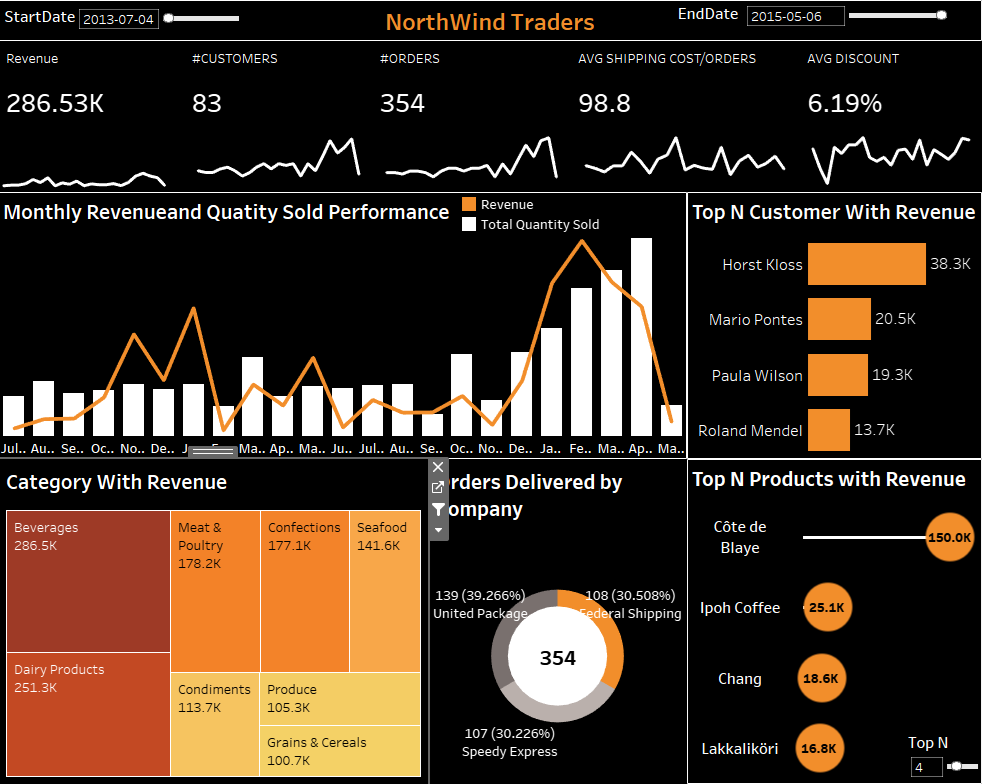 StartDate 2013-07-04
NorthWind Traders
EndDate 2015-05-06
Revenue
286.53K
#CUSTOMERS
83
#ORDERS
354
AVG SHIPPING COST/ORDERS
98.8
AVG DISCOUNT
6.19%
Monthly Revenueand Quatity Sold Performance
Revenue
Total Quantity Sold
Jul.. Au.. Se.. Oc.. No.. De.. J Ma.. Ap.. Ma.. Ju.. Jul.. Au.. Se.. Oc.. No.. De.. Ja.. Fe.. Ma.. Ap.. Ma..
Top N Customer With Revenue
Horst Kloss 38.3K
Mario Pontes 20.5K
Paula Wilson 19.3K
Roland Mendel 13.7K
Category With Revenue
Beverages
286.5K
Dairy Products
251.3K
Meat &
Poultry
178.2K
Confections
177.1K
Seafood
141.6K
Condiments
113.7K
Produce
105.3K
Grains & Cereals
100.7K
rders Delivered by
ompany
139 (39.266%)
United Package
108 (30.508%)
Federal Shipping
354
107 (30.226%)
Speedy Express
Top N Products with Revenue
Côte de
Blaye
150.0K
Ipoh Coffee 25.1K
Chang 18.6K
Lakkaliköri 16.8K
Top N
4